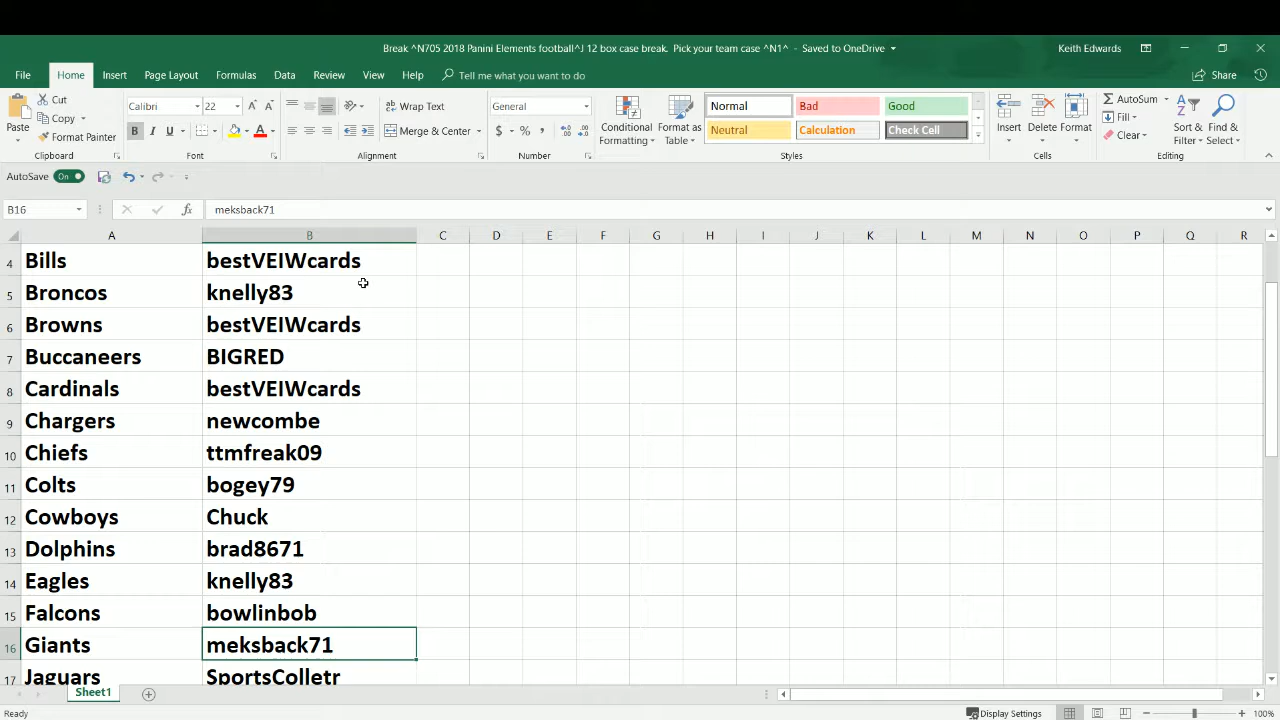 Break ^N705 2018 Panini Elements football^J 12 box case break. Pick your team case ^N1^ - Saved to OneDrive
Keith Edwards
File Home Insert Page Layout Formulas Data Review View Help Tell me what you want to do
Share
Cut
Copy
Format Painter
Paste
Clipboard
Calibri 22
B I U
Font
Wrap Text
Merge & Center
Alignment
General
$ % ,
Number
Conditional Formatting
Format as Table
Normal Bad Good
Neutral Calculation Check Cell
Styles
Insert Delete Format
Cells
AutoSum
Fill
Clear
Sort & Filter
Find & Select
Editing
AutoSave On
B16 fx meksback71
A B C D E F G H I J K L M N O P Q R
4 Bills bestVEIWcards
5 Broncos knelly83
6 Browns bestVEIWcards
7 Buccaneers BIGRED
8 Cardinals bestVEIWcards
9 Chargers newcombe
10 Chiefs ttmfreak09
11 Colts bogey79
12 Cowboys Chuck
13 Dolphins brad8671
14 Eagles knelly83
15 Falcons bowlinbob
16 Giants meksback71
17 Jaguars SportsColletr
Sheet1
Ready
Display Settings
100%